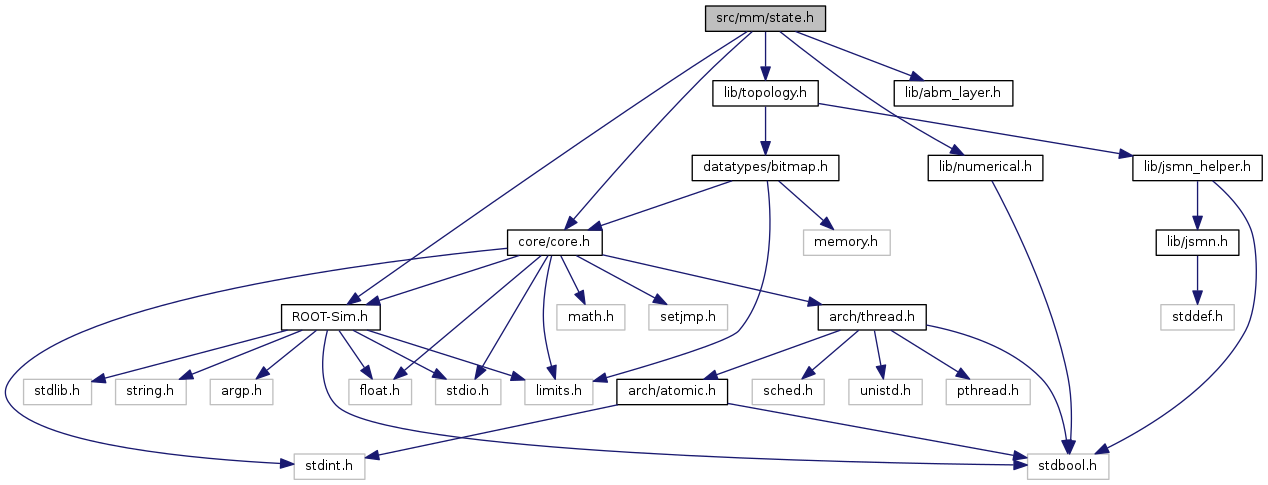 src/mm/state.h
lib/topology.h
lib/abm_layer.h
datatypes/bitmap.h
lib/numerical.h
lib/jsmn_helper.h
core/core.h
memory.h
lib/jsmn.h
ROOT-Sim.h
math.h
setjmp.h
arch/thread.h
stddef.h
stdlib.h
string.h
argp.h
float.h
stdio.h
limits.h
arch/atomic.h
sched.h
unistd.h
pthread.h
stdint.h
stdbool.h